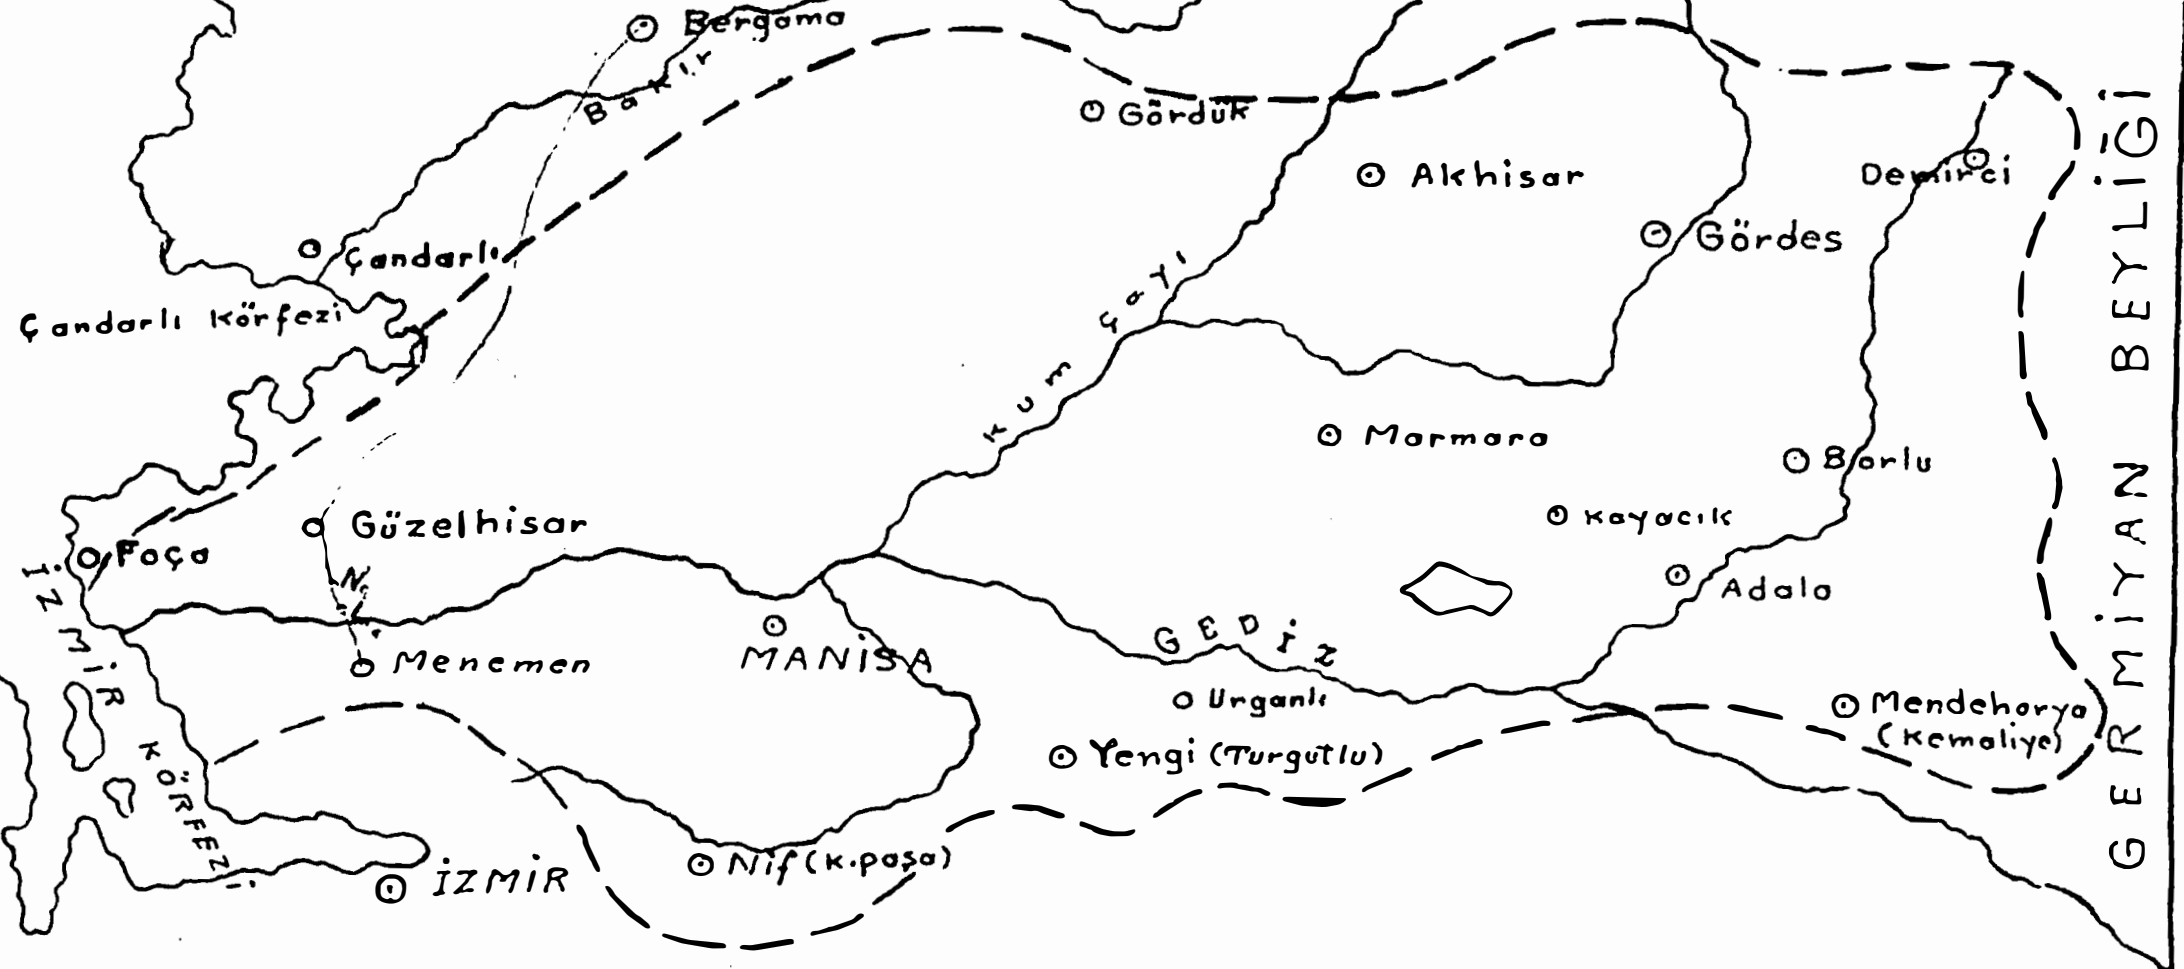 Bergama
Bakır
Gördük
Akhisar
Demirci
Gördes
Çandarlı
Çandarlı Körfezi
Kum Çayı
Marmara
Borlu
Kayacık
Güzelhisar
Foça
Adala
GEDİZ
Menemen
MANİSA
Urganlı
Yengi (Turgutlu)
Mendehorya
(Kemaliye)
Nif (K.paşa)
İZMİR
İZMİR KÖRFEZİ
GERMİYAN BEYLİĞİ